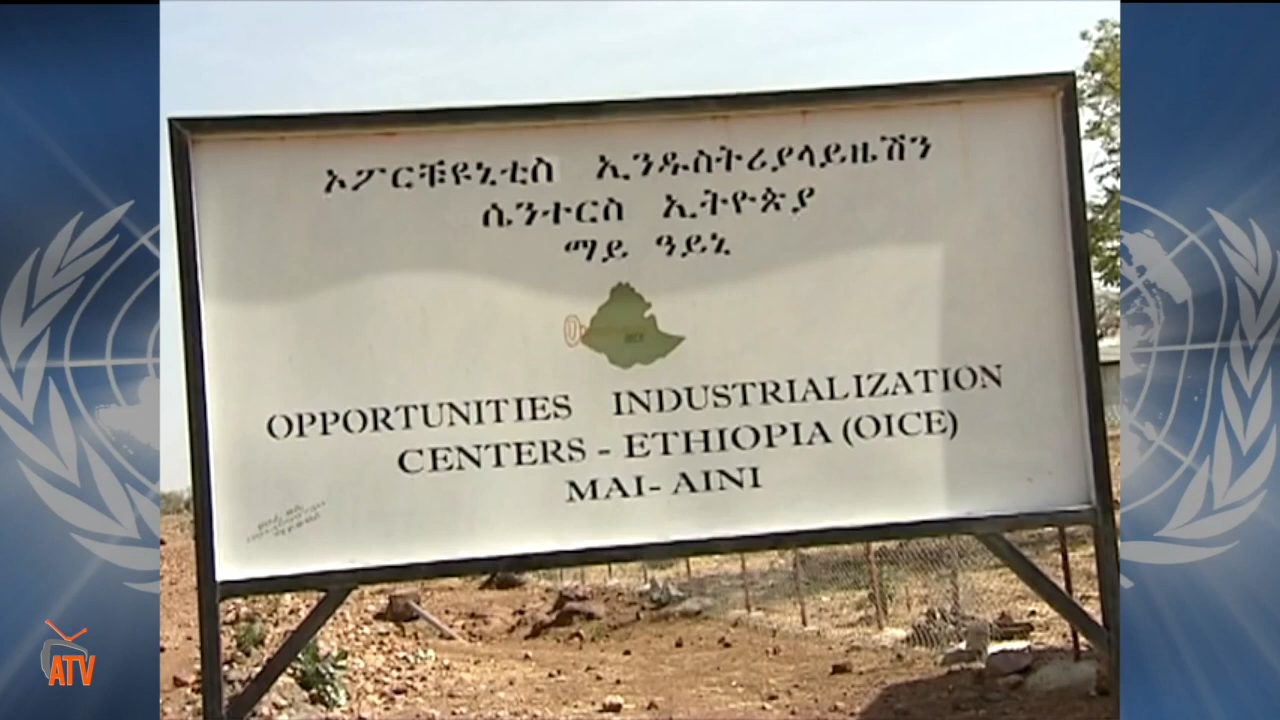 ኦፖርቹዩኒቲስ ኢንዱስትሪያላይዜሽን
ሴንተርስ ኢትዮጵያ
ማይ ዓይኒ
OPPORTUNITIES INDUSTRIALIZATION
CENTERS - ETHIOPIA (OICE)
MAI- AINI
ATV